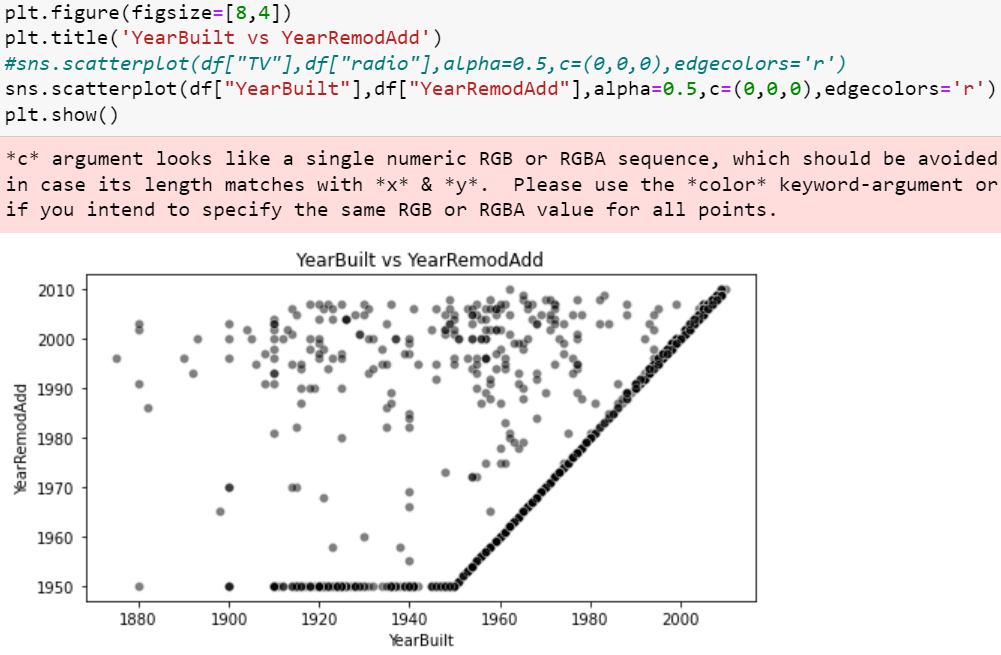 plt.figure(figsize=[8,4])
plt.title('YearBuilt vs YearRemodAdd')
#sns.scatterplot(df["TV"],df["radio"],alpha=0.5,c=(0,0,0),edgecolors='r')
sns.scatterplot(df["YearBuilt"],df["YearRemodAdd"],alpha=0.5,c=(0,0,0),edgecolors='r')
plt.show()
*c* argument looks like a single numeric RGB or RGBA sequence, which should be avoided
in case its length matches with *x* & *y*.  Please use the *color* keyword-argument or
if you intend to specify the same RGB or RGBA value for all points.
YearBuilt vs YearRemodAdd
YearRemodAdd
2010
2000
1990
1980
1970
1960
1950
1880 1900 1920 1940 1960 1980 2000
YearBuilt